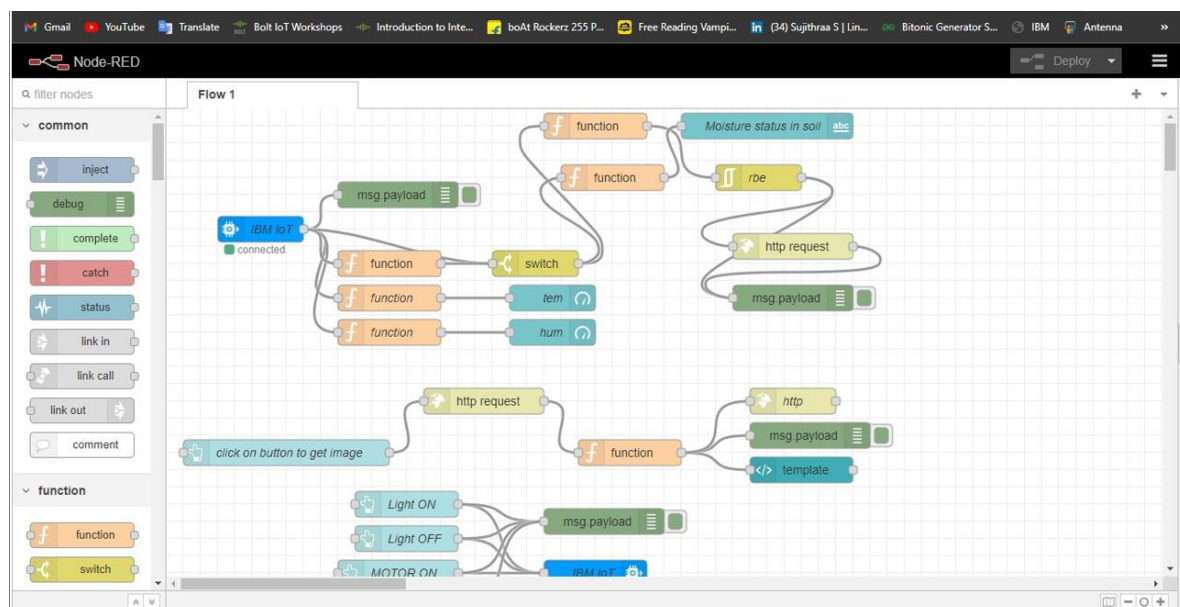 Gmail YouTube Translate Bolt IoT Workshops Introduction to Inte... boAt Rockerz 255 P... Free Reading Vampi... (34) Sujithraa S | Lin... Bitonic Generator S... IBM Antenna »
Node-RED Deploy
filter nodes
Flow 1
common
inject
debug
complete
catch
status
link in
link call
link out
comment
function
function
switch
function
Moisture status in soil abc
function
rbe
msg.payload
IBM IoT
connected
http request
function
switch
function
tem
msg.payload
function
hum
http request
http
click on button to get image
function
msg.payload
</> template
Light ON
msg.payload
Light OFF
MOTOR ON
IBM IoT